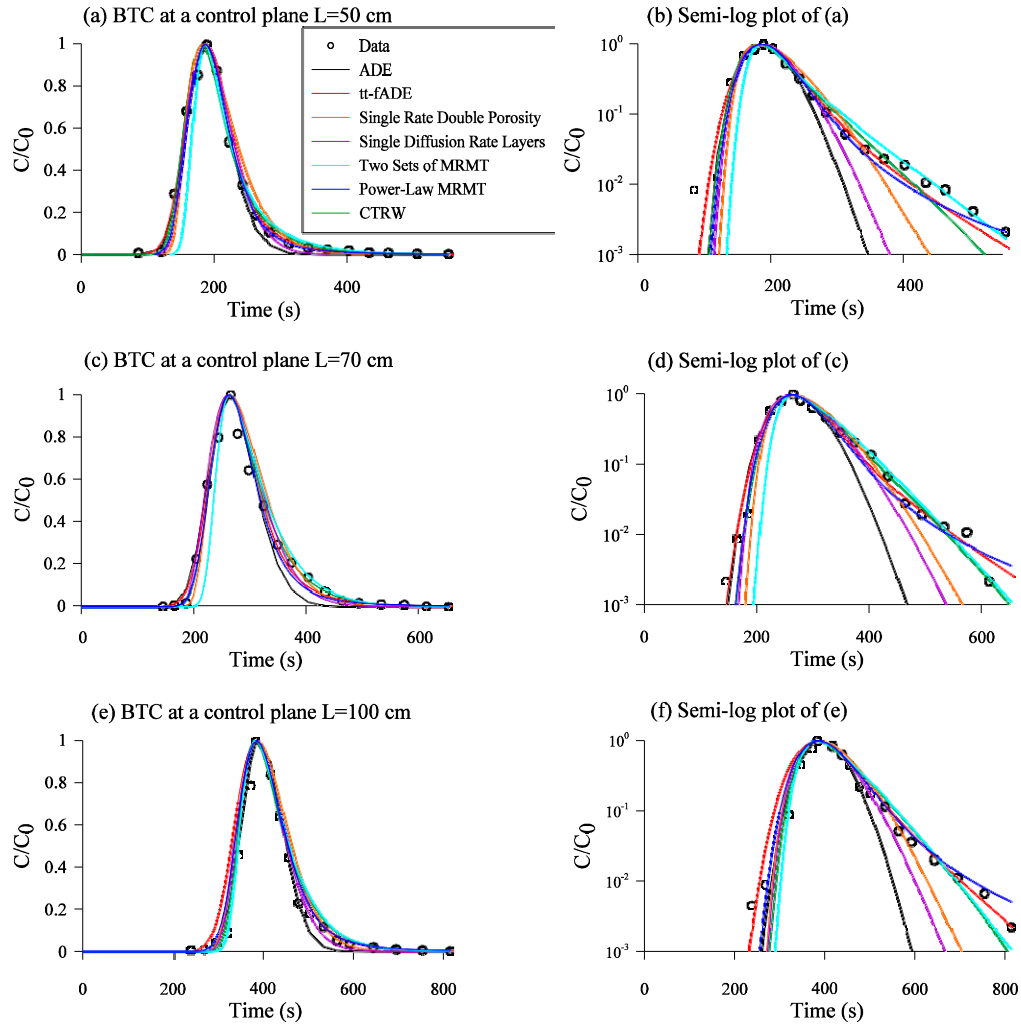 (a) BTC at a control plane L=50 cm
1
0.8
0.6
0.4
0.2
0
C/C0
0
200
400
Time (s)
Data
ADE
tt-fADE
Single Rate Double Porosity
Single Diffusion Rate Layers
Two Sets of MRMT
Power-Law MRMT
CTRW
(b) Semi-log plot of (a)
10^0
10^-1
10^-2
10^-3
C/C0
0
200
400
Time (s)
(c) BTC at a control plane L=70 cm
1
0.8
0.6
0.4
0.2
0
C/C0
0
200
400
600
Time (s)
(d) Semi-log plot of (c)
10^0
10^-1
10^-2
10^-3
C/C0
0
200
400
600
Time (s)
(e) BTC at a control plane L=100 cm
1
0.8
0.6
0.4
0.2
0
C/C0
0
200
400
600
800
Time (s)
(f) Semi-log plot of (e)
10^0
10^-1
10^-2
10^-3
C/C0
0
200
400
600
800
Time (s)